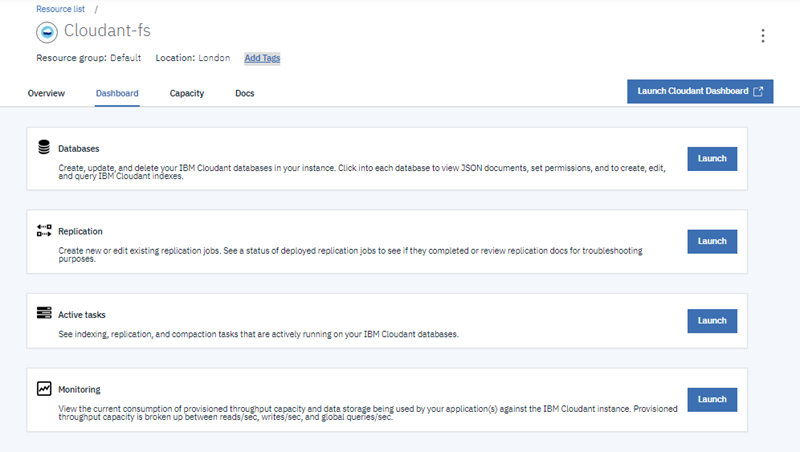 Resource list /
Cloudant-fs
Resource group: Default Location: London Add Tags
Overview Dashboard Capacity Docs Launch Cloudant Dashboard
Databases
Create, update, and delete your IBM Cloudant databases in your instance. Click into each database to view JSON documents, set permissions, and to create, edit,
and query IBM Cloudant indexes.
Launch
Replication
Create new or edit existing replication jobs. See a status of deployed replication jobs to see if they completed or review replication docs for troubleshooting
purposes.
Launch
Active tasks
See indexing, replication, and compaction tasks that are actively running on your IBM Cloudant databases.
Launch
Monitoring
View the current consumption of provisioned throughput capacity and data storage being used by your application(s) against the IBM Cloudant instance. Provisioned
throughput capacity is broken up between reads/sec, writes/sec, and global queries/sec.
Launch